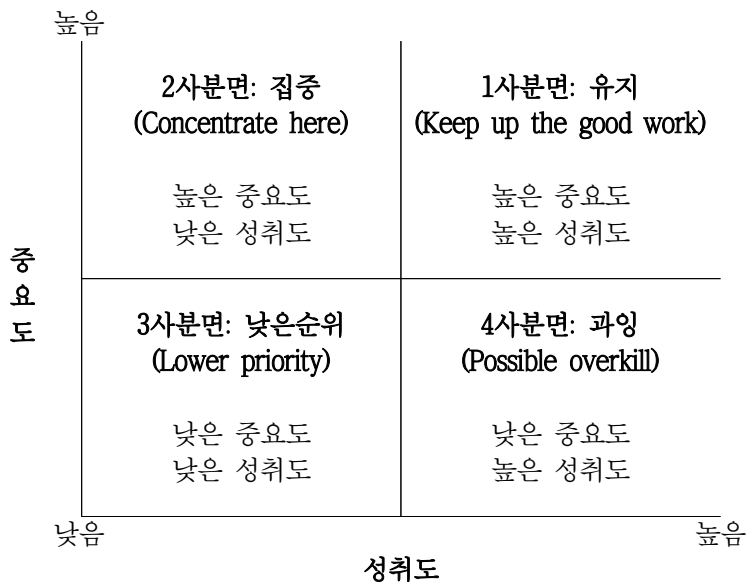 높음
2사분면: 집중
(Concentrate here)
높은 중요도
낮은 성취도
1사분면: 유지
(Keep up the good work)
높은 중요도
높은 성취도
중
요
도
3사분면: 낮은순위
(Lower priority)
낮은 중요도
낮은 성취도
4사분면: 과잉
(Possible overkill)
낮은 중요도
높은 성취도
낮음
높음
성취도